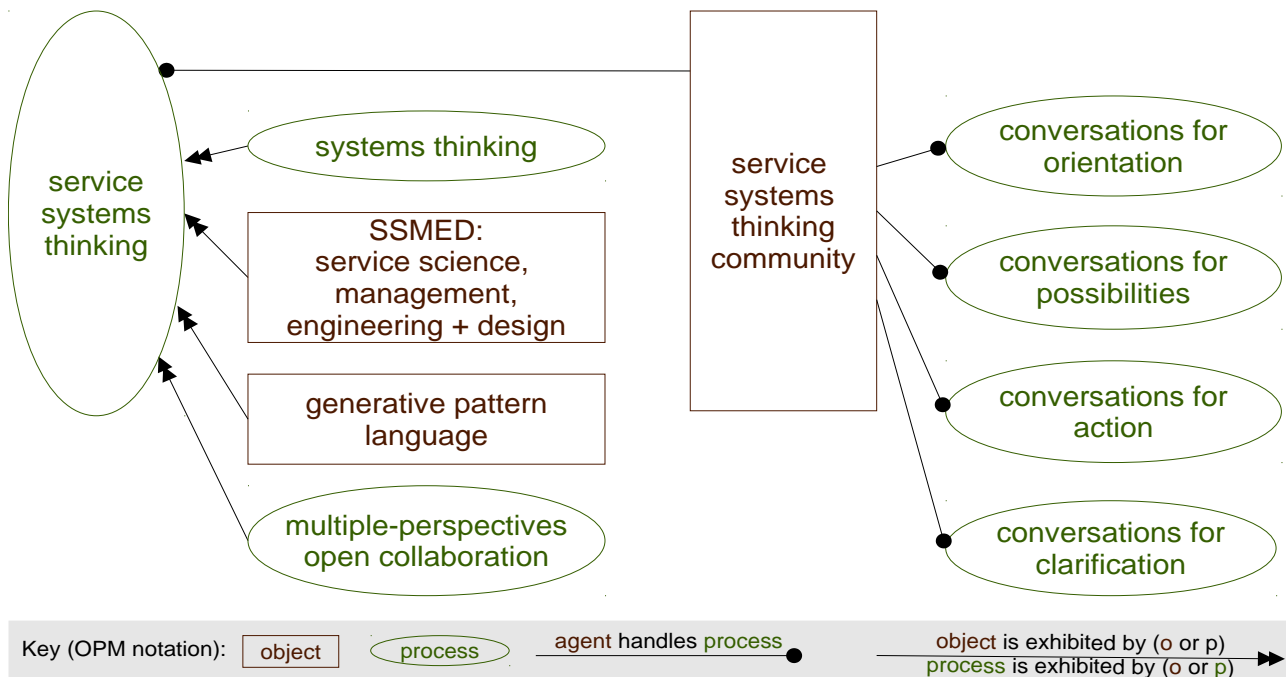 service
systems
thinking
systems thinking
SSMED:
service science,
management,
engineering + design
generative pattern
language
multiple-perspectives
open collaboration
service
systems
thinking
community
conversations for
orientation
conversations for
possibilities
conversations for
action
conversations for
clarification
Key (OPM notation):
object
process
agent handles process
object is exhibited by (o or p)
process is exhibited by (o or p)